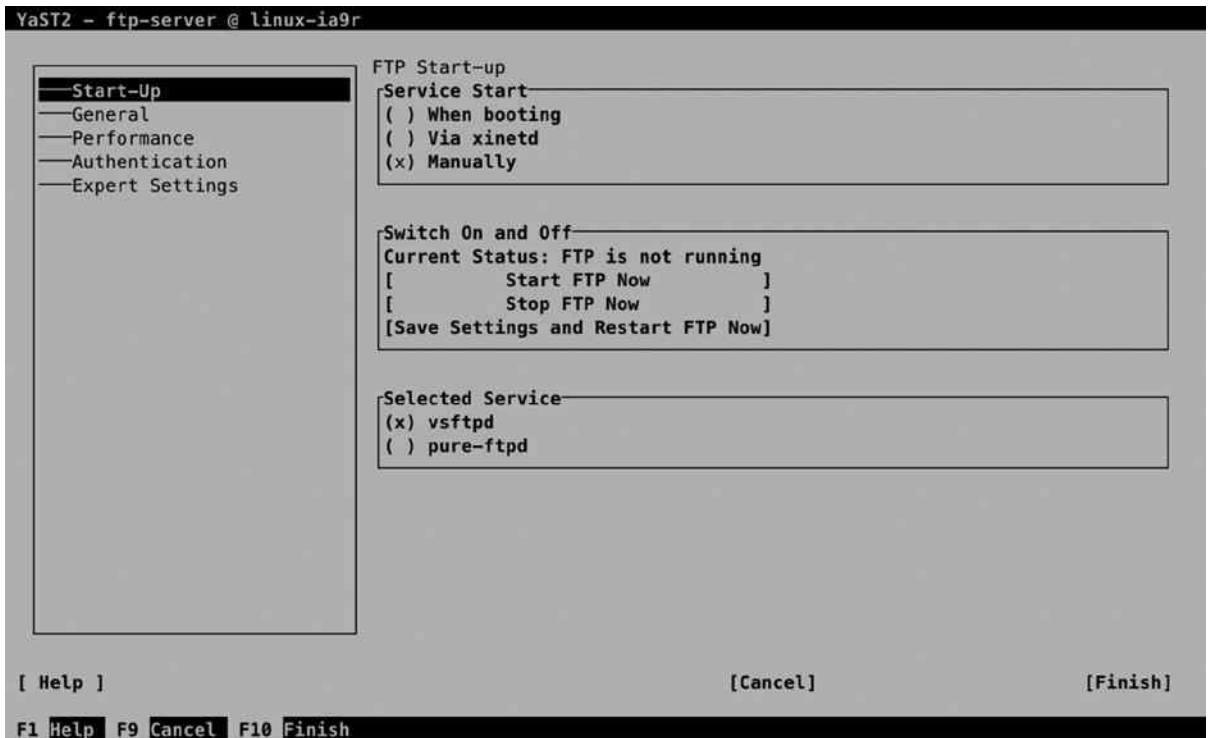 YaST2 - ftp-server @ linux-ia9r
Start-Up
General
Performance
Authentication
Expert Settings
FTP Start-up
Service Start
( ) When booting
( ) Via xinetd
(x) Manually
Switch On and Off
Current Status: FTP is not running
[ Start FTP Now ]
[ Stop FTP Now ]
[Save Settings and Restart FTP Now]
Selected Service
(x) vsftpd
( ) pure-ftpd
[ Help ] [Cancel] [Finish]
F1 Help F9 Cancel F10 Finish